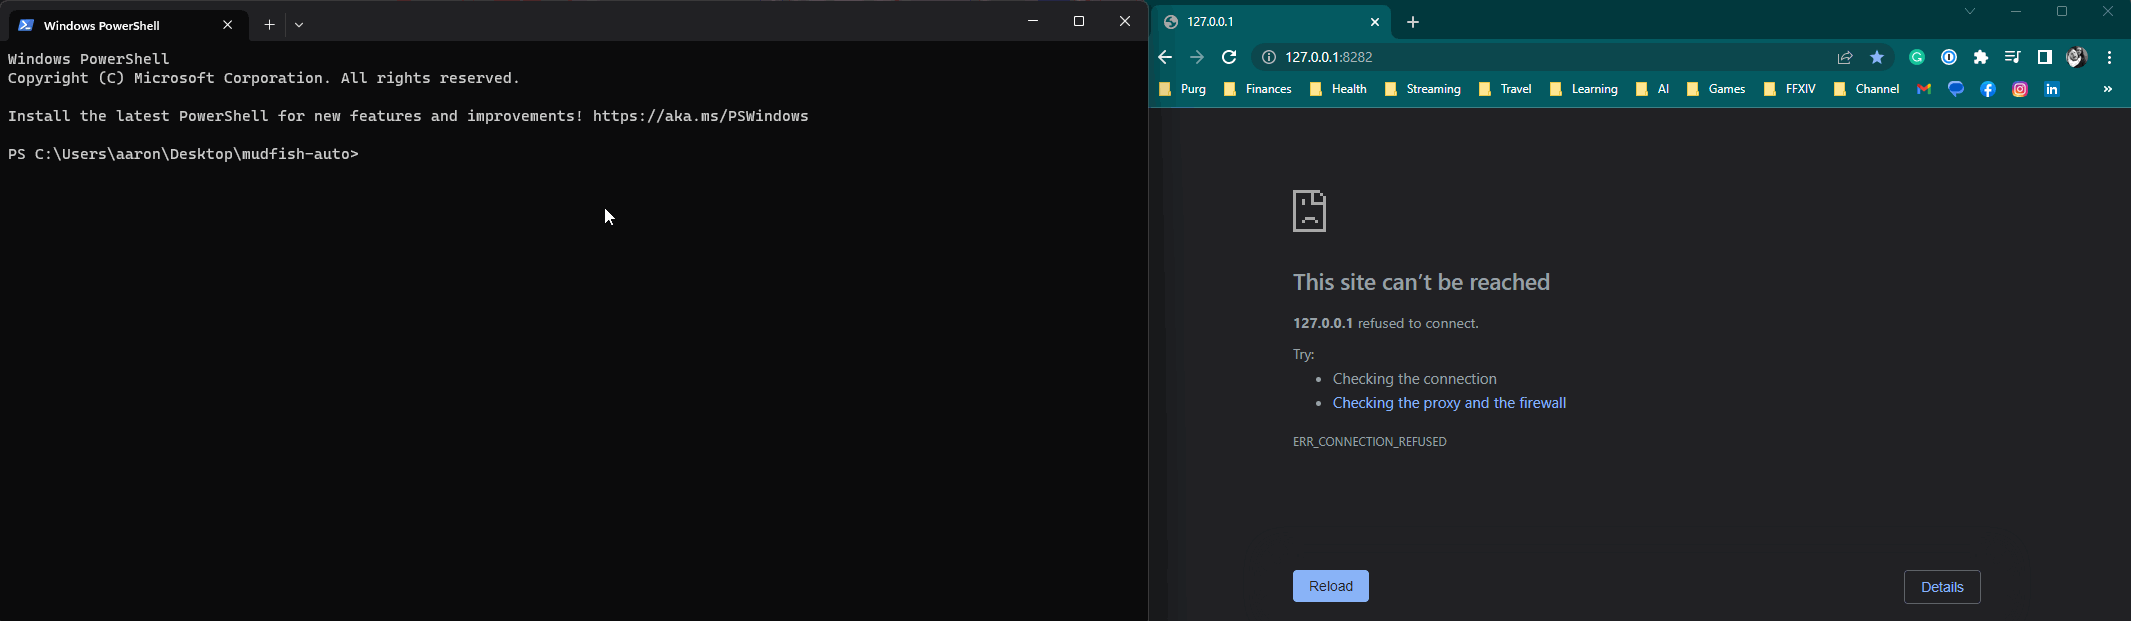 Windows PowerShell
Windows PowerShell
Copyright (C) Microsoft Corporation. All rights reserved.
Install the latest PowerShell for new features and improvements! https://aka.ms/PSWindows
PS C:\Users\aaron\Desktop\mudfish-auto>
127.0.0.1
127.0.0.1:8282
Purg Finances Health Streaming Travel Learning AI Games FFXIV Channel
This site can’t be reached
127.0.0.1 refused to connect.
Try:
• Checking the connection
• Checking the proxy and the firewall
ERR_CONNECTION_REFUSED
Reload Details